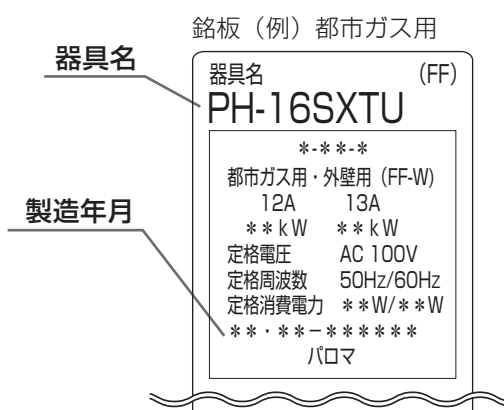 銘板（例）都市ガス用
器具名
器具名 (FF)
PH-16SXTU
*-**-*
都市ガス用・外壁用（FF-W)
12A 13A
**kW **kW
製造年月
定格電圧 AC 100V
定格周波数 50Hz/60Hz
定格消費電力 **W/**W
**・**−******
パロマ